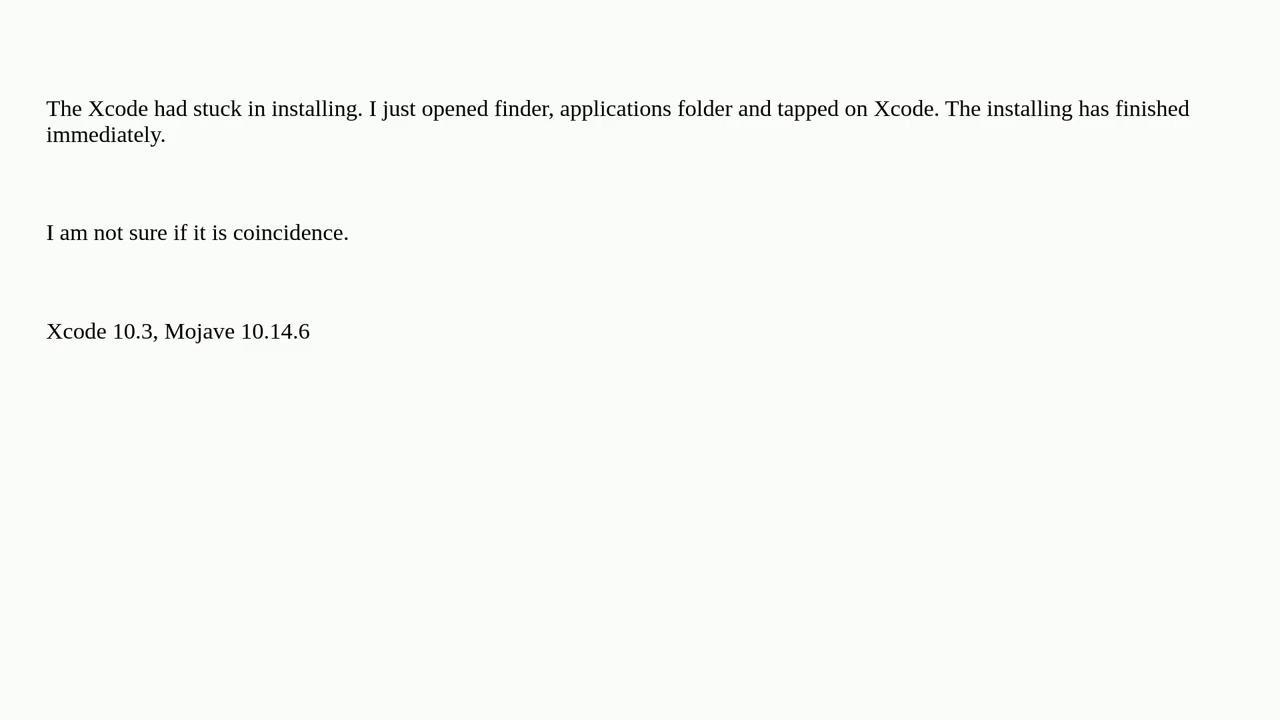 The Xcode had stuck in installing. I just opened finder, applications folder and tapped on Xcode. The installing has finished
immediately.
I am not sure if it is coincidence.
Xcode 10.3, Mojave 10.14.6